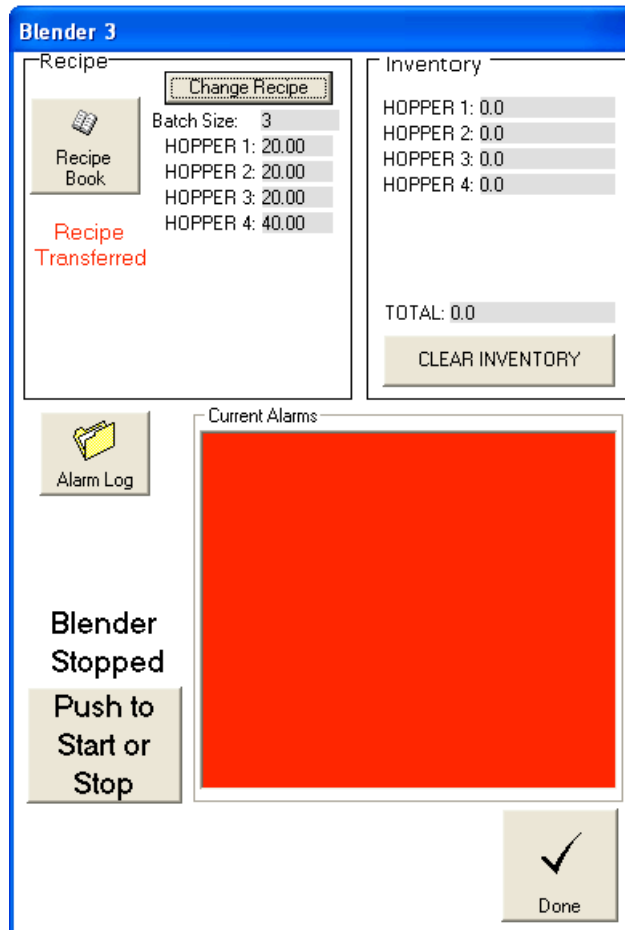 Blender 3
Recipe
Change Recipe
Recipe
Book
Batch Size: 3
HOPPER 1: 20.00
HOPPER 2: 20.00
HOPPER 3: 20.00
HOPPER 4: 40.00
Recipe
Transferred
Inventory
HOPPER 1: 0.0
HOPPER 2: 0.0
HOPPER 3: 0.0
HOPPER 4: 0.0
TOTAL: 0.0
CLEAR INVENTORY
Alarm Log
Current Alarms
Blender
Stopped
Push to
Start or
Stop
Done